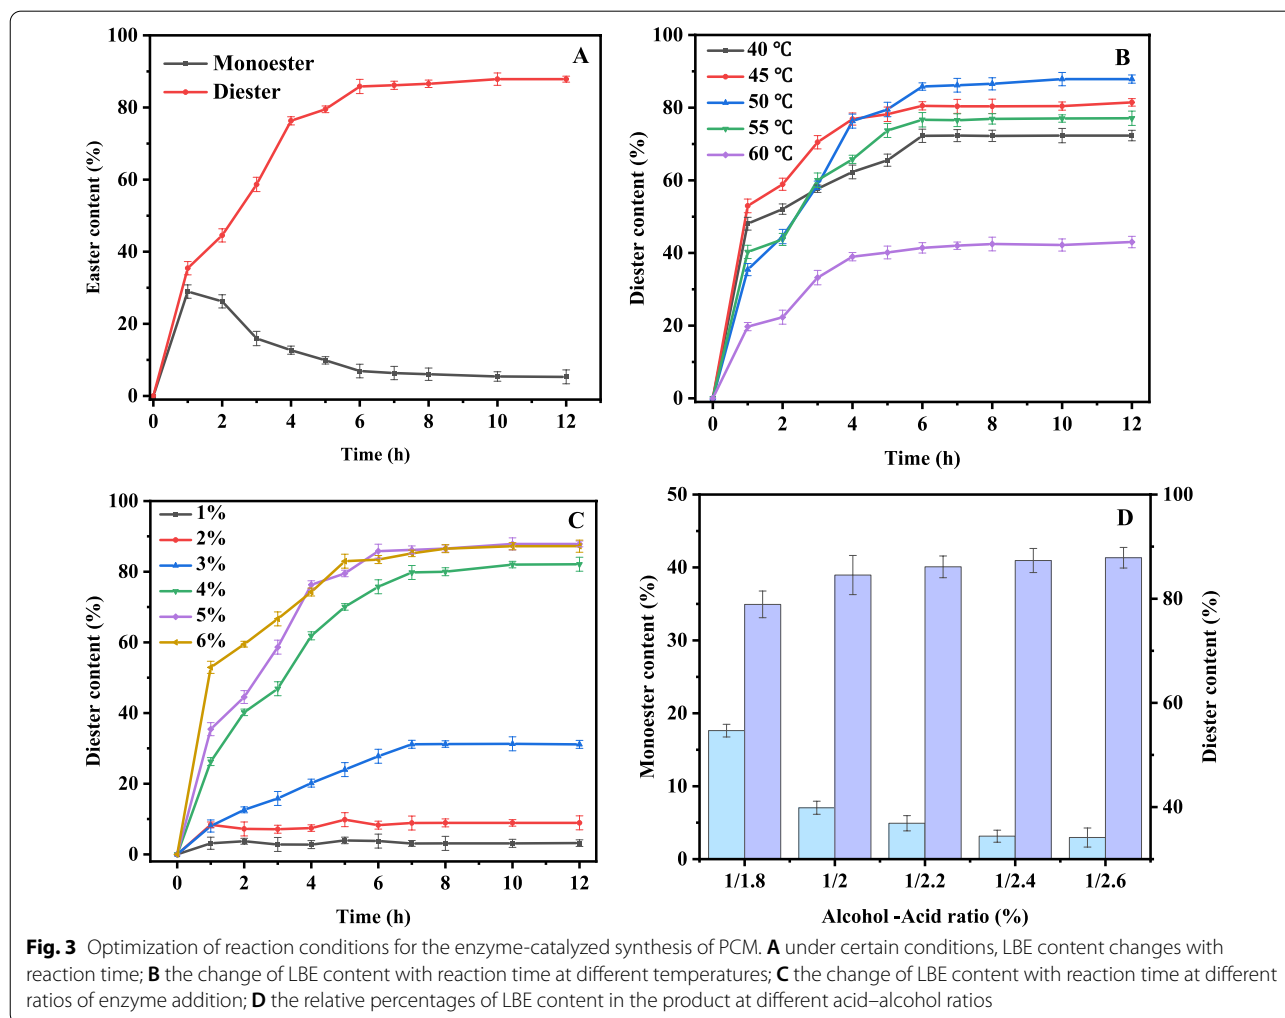 A
Monoester
Diester
Easter content (%)
100
80
60
40
20
0
0 2 4 6 8 10 12
Time (h)
B
40 ℃
45 ℃
50 ℃
55 ℃
60 ℃
Diester content (%)
100
80
60
40
20
0
0 2 4 6 8 10 12
Time (h)
C
1%
2%
3%
4%
5%
6%
Diester content (%)
100
80
60
40
20
0
0 2 4 6 8 10 12
Time (h)
D
Monoester content (%)
50
40
30
20
10
0
100
80
60
40
Diester content (%)
1/1.8 1/2 1/2.2 1/2.4 1/2.6
Alcohol -Acid ratio (%)
Fig. 3 Optimization of reaction conditions for the enzyme-catalyzed synthesis of PCM. A under certain conditions, LBE content changes with
reaction time; B the change of LBE content with reaction time at different temperatures; C the change of LBE content with reaction time at different
ratios of enzyme addition; D the relative percentages of LBE content in the product at different acid–alcohol ratios